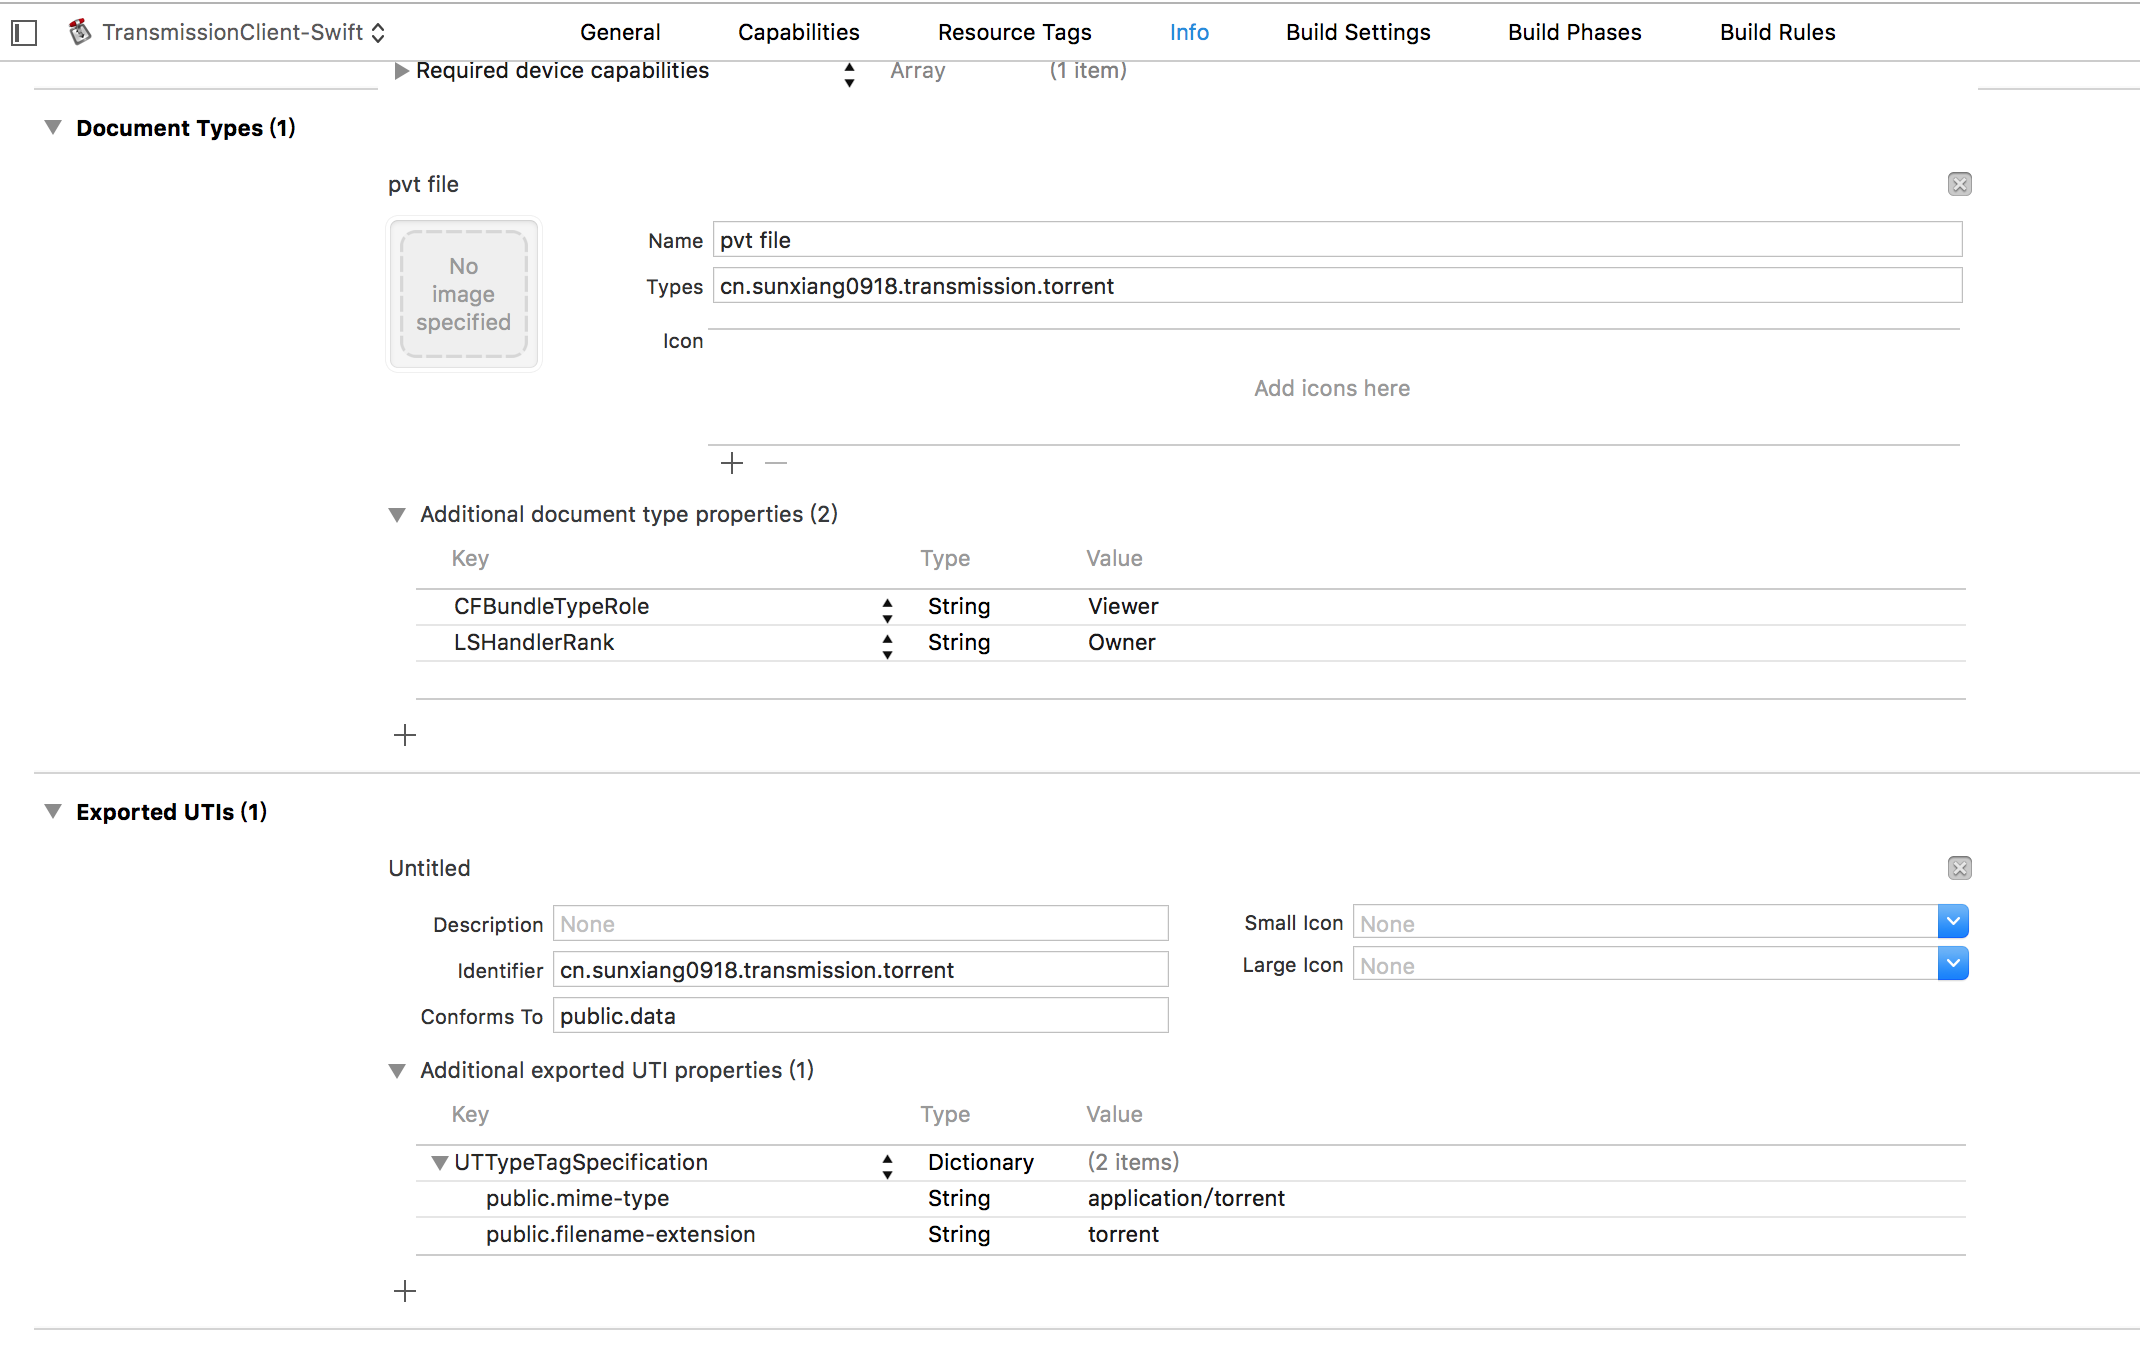 TransmissionClient-Swift General Capabilities Resource Tags Info Build Settings Build Phases Build Rules
Required device capabilities Array (1 item)
Document Types (1)
pvt file
No
image
specified
Name pvt file
Types cn.sunxiang0918.transmission.torrent
Icon
Add icons here
Additional document type properties (2)
Key Type Value
CFBundleTypeRole String Viewer
LSHandlerRank String Owner
Exported UTIs (1)
Untitled
Description None Small Icon None
Identifier cn.sunxiang0918.transmission.torrent Large Icon None
Conforms To public.data
Additional exported UTI properties (1)
Key Type Value
UTTypeTagSpecification Dictionary (2 items)
public.mime-type String application/torrent
public.filename-extension String torrent